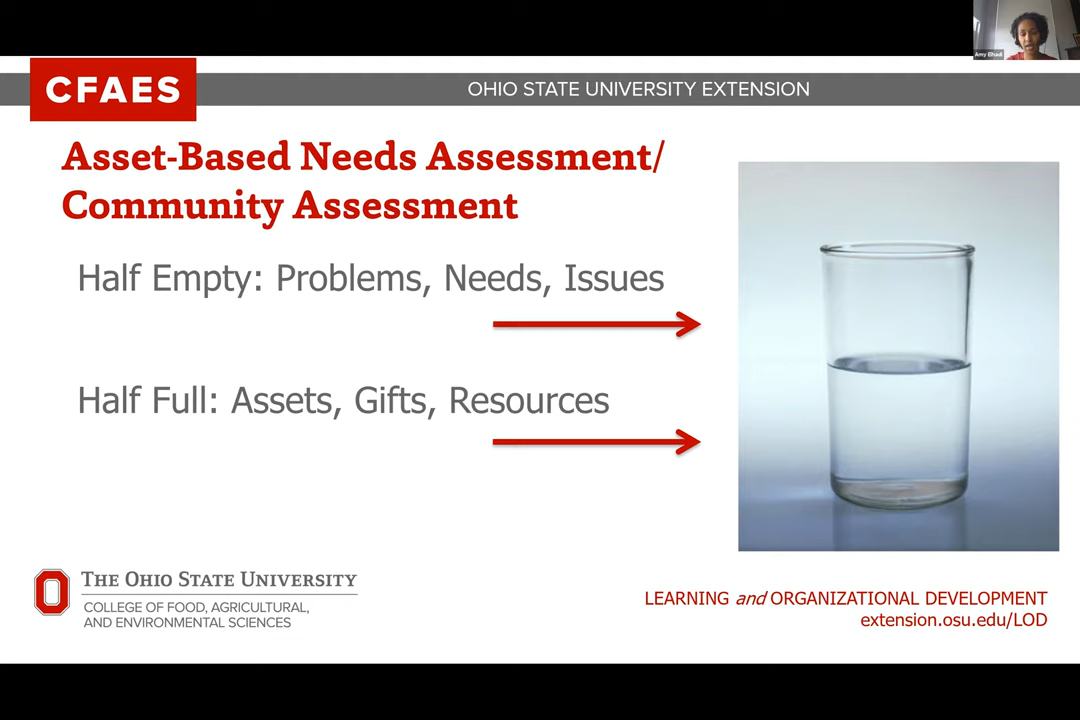 Amy Elhadi
CFAES
OHIO STATE UNIVERSITY EXTENSION
Asset-Based Needs Assessment/
Community Assessment
Half Empty: Problems, Needs, Issues
Half Full: Assets, Gifts, Resources
THE OHIO STATE UNIVERSITY
COLLEGE OF FOOD, AGRICULTURAL,
AND ENVIRONMENTAL SCIENCES
LEARNING and ORGANIZATIONAL DEVELOPMENT
extension.osu.edu/LOD